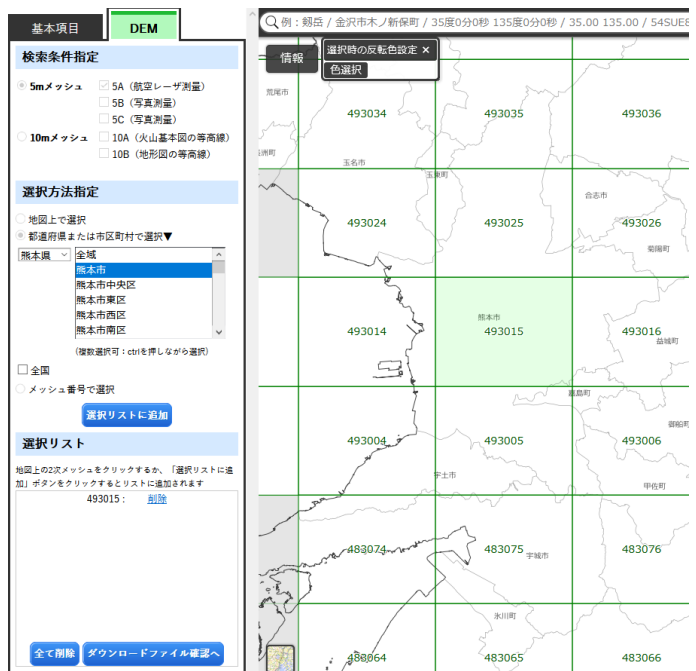 基本項目
DEM
検索条件指定
5mメッシュ
5A（航空レーザ測量）
5B（写真測量）
5C（写真測量）
10mメッシュ
10A（火山基本図の等高線）
10B（地形図の等高線）
選択方法指定
地図上で選択
都道府県または市区町村で選択▼
熊本県
全域
熊本市
熊本市中央区
熊本市東区
熊本市西区
熊本市南区
（複数選択可：ctrlを押しながら選択）
全国
メッシュ番号で選択
選択リストに追加
選択リスト
地図上の2次メッシュをクリックするか、「選択リストに追
加」ボタンをクリックするとリストに追加されます
493015： 削除
全て削除
ダウンロードファイル確認へ
例：剱岳 / 金沢市木ノ新保町 / 35度0分0秒 135度0分0秒 / 35.00 135.00 / 54SUE8
情報
選択時の反転色設定 ×
色選択
荒尾市
493034
493035
493036
洲町
玉名市
玉東町
合志市
493024
493025
493026
菊陽町
熊本市
493014
493015
493016
益城町
嘉島町
御船町
493004
493005
493006
宇土市
甲佐町
483074
483075
483076
宇城市
氷川町
483064
483065
483066